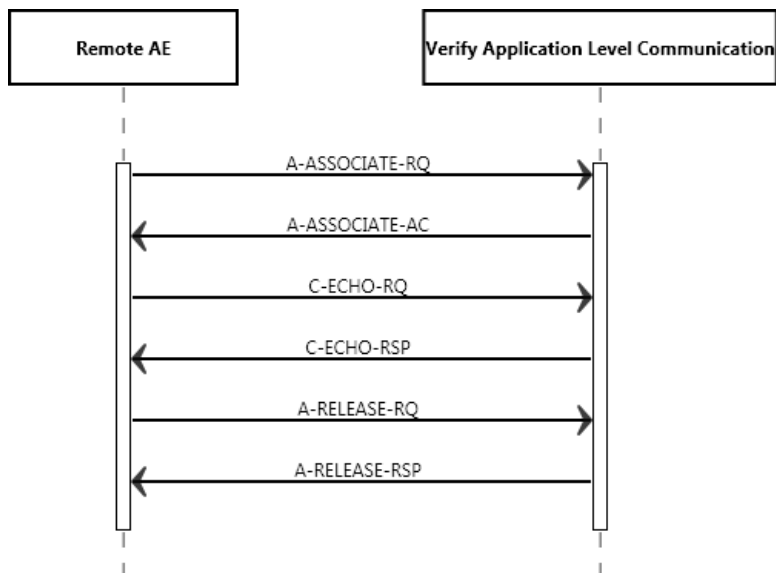 Remote AE
Verify Application Level Communication
A-ASSOCIATE-RQ
A-ASSOCIATE-AC
C-ECHO-RQ
C-ECHO-RSP
A-RELEASE-RQ
A-RELEASE-RSP